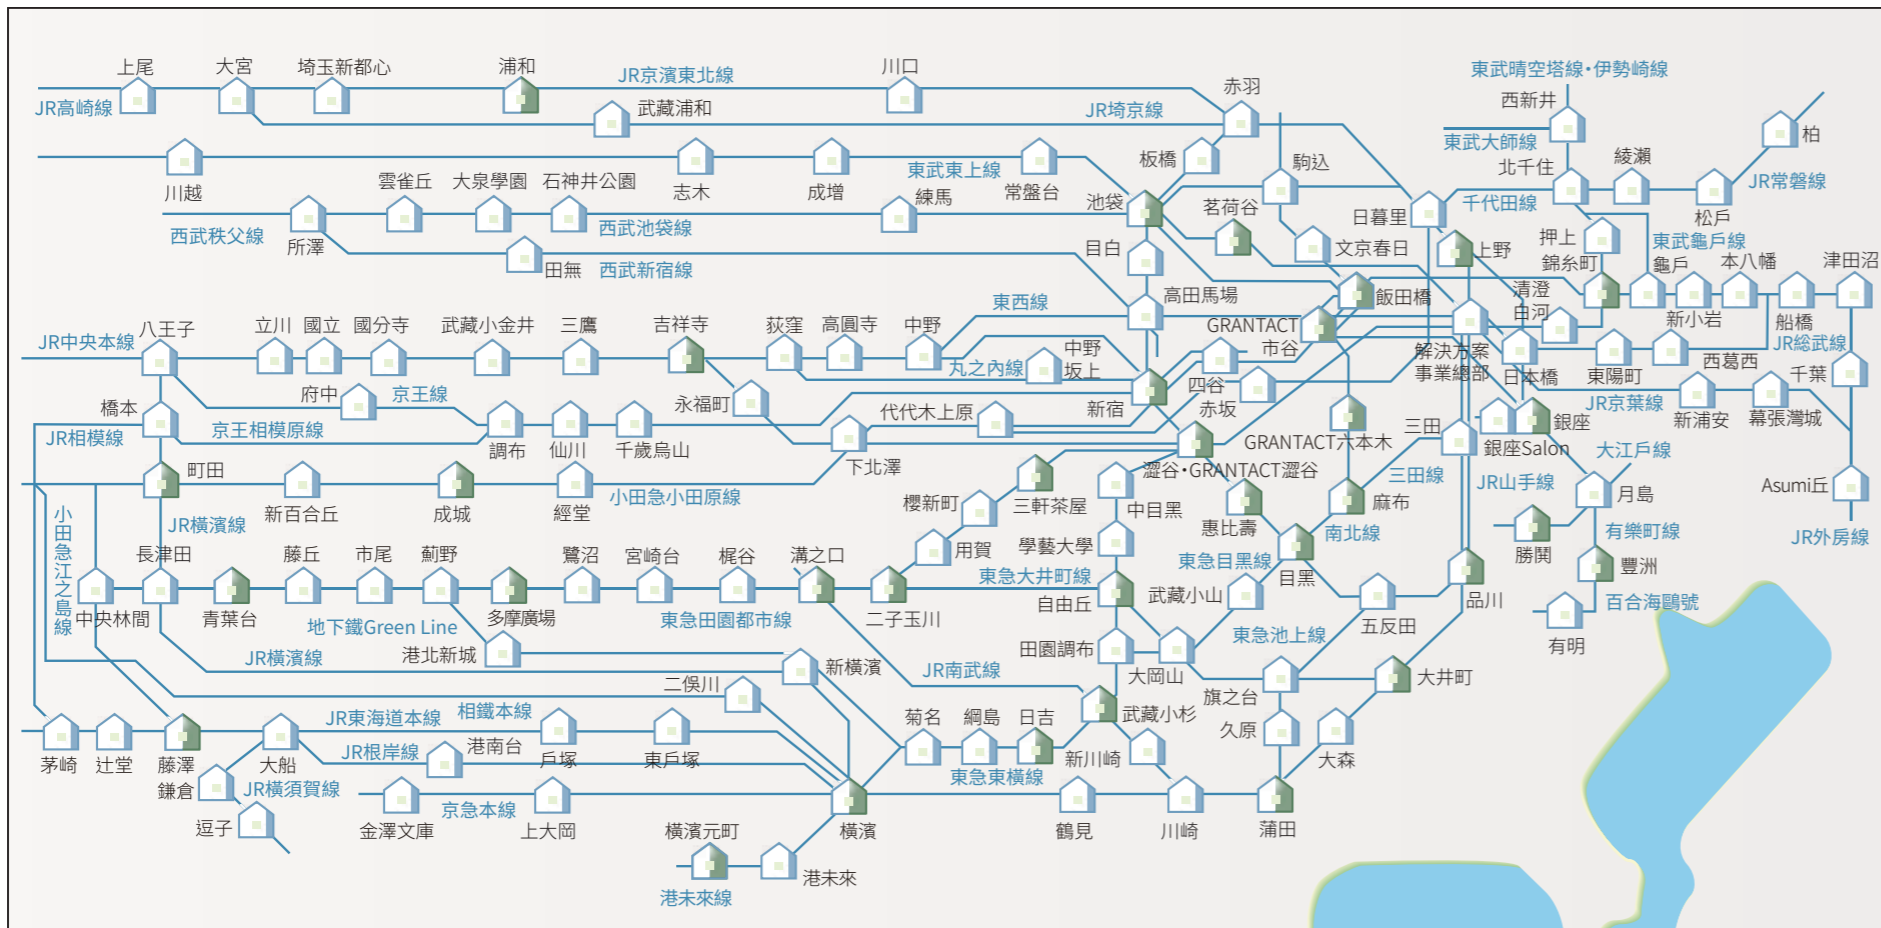 上尾
大宮
埼玉新都心
浦和
JR京濱東北線
川口
赤羽
東武晴空塔線・伊勢崎線
西新井
JR高崎線
武藏浦和
JR埼京線
東武大師線
柏
川越
志木
成增
東武東上線
常盤台
板橋
駒込
北千住
綾瀨
JR常磐線
雲雀丘
大泉學園
石神井公園
練馬
池袋
茗荷谷
日暮里
千代田線
松戶
西武秩父線
所澤
西武池袋線
田無
西武新宿線
目白
文京春日
上野
押上
錦糸町
東武龜戶線
龜戶
本八幡
津田沼
東西線
高田馬場
飯田橋
清澄
白河
新小岩
船橋
JR中央本線
八王子
立川
國立
國分寺
武藏小金井
三鷹
吉祥寺
荻窪
高圓寺
中野
丸之內線
中野
坂上
GRANTACT
市谷
解決方案
事業總部
日本橋
東陽町
西葛西
JR総武線
千葉
橋本
府中
京王線
永福町
新宿
四谷
赤坂
JR京葉線
新浦安
幕張灣城
JR相模線
京王相模原線
調布
仙川
千歲烏山
代代木上原
下北澤
GRANTACT六本木
三田
銀座
銀座Salon
大江戶線
町田
新百合丘
成城
經堂
小田急小田原線
澀谷・GRANTACT澀谷
三田線
JR山手線
月島
Asumi丘
小田急江之島線
JR橫濱線
櫻新町
三軒茶屋
中目黑
惠比壽
麻布
南北線
勝鬨
有樂町線
JR外房線
長津田
藤丘
市尾
薊野
鷺沼
宮崎台
梶谷
溝之口
用賀
學藝大學
東急目黑線
目黑
豐洲
中央林間
青葉台
多摩廣場
東急田園都市線
二子玉川
東急大井町線
自由丘
武藏小山
品川
百合海鷗號
地下鐵Green Line
港北新城
JR橫濱線
新橫濱
JR南武線
田園調布
大岡山
東急池上線
五反田
有明
二俣川
旗之台
大井町
JR東海道本線
相鐵本線
菊名
綱島
日吉
武藏小杉
久原
茅崎
辻堂
藤澤
大船
JR根岸線
港南台
戶塚
東戶塚
新川崎
大森
鎌倉
JR橫須賀線
東急東橫線
逗子
金澤文庫
京急本線
上大岡
橫濱元町
橫濱
鶴見
川崎
蒲田
港未來
港未來線